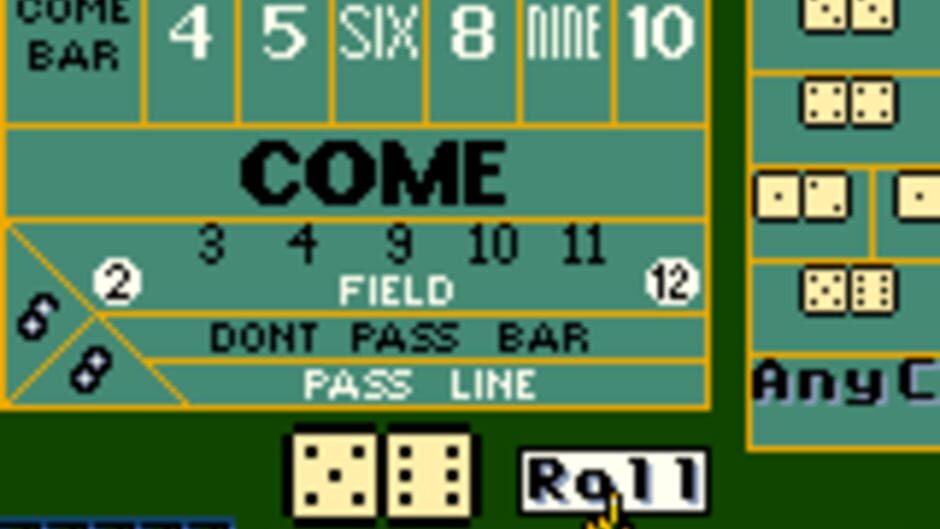 COME
BAR
4 5 SIX 8 NINE 10
COME
3 4 9 10 11
2
FIELD
12
6
8
DONT PASS BAR
PASS LINE
Any C
Roll